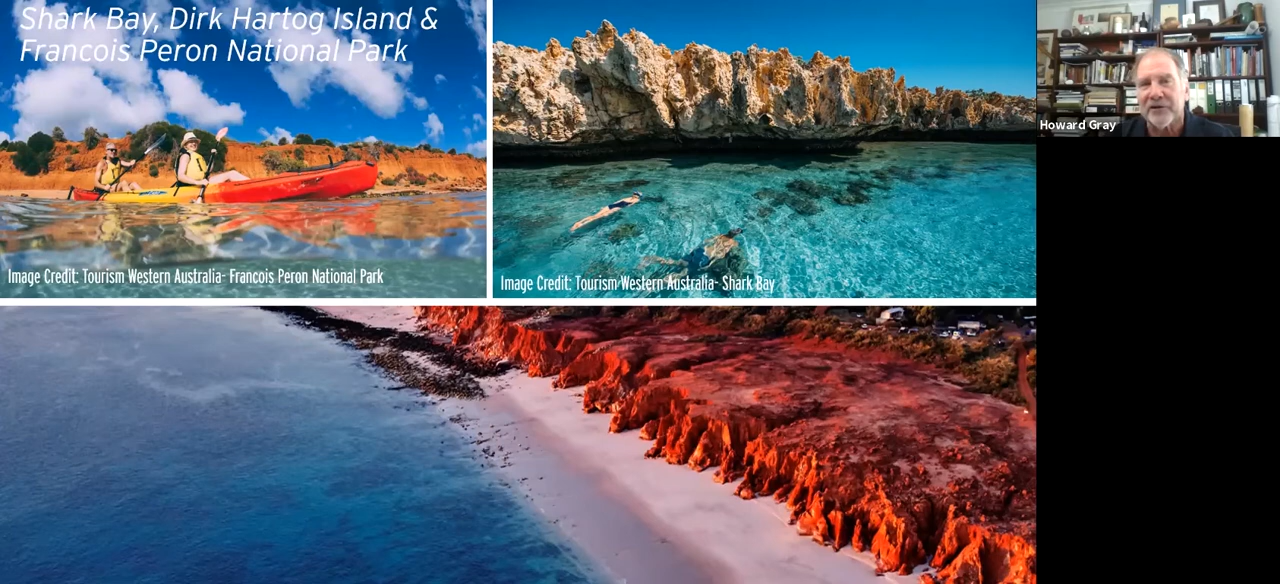 Shark Bay, Dirk Hartog Island &
Francois Peron National Park
Howard Gray
Image Credit: Tourism Western Australia- Francois Peron National Park
Image Credit: Tourism Western Australia- Shark Bay